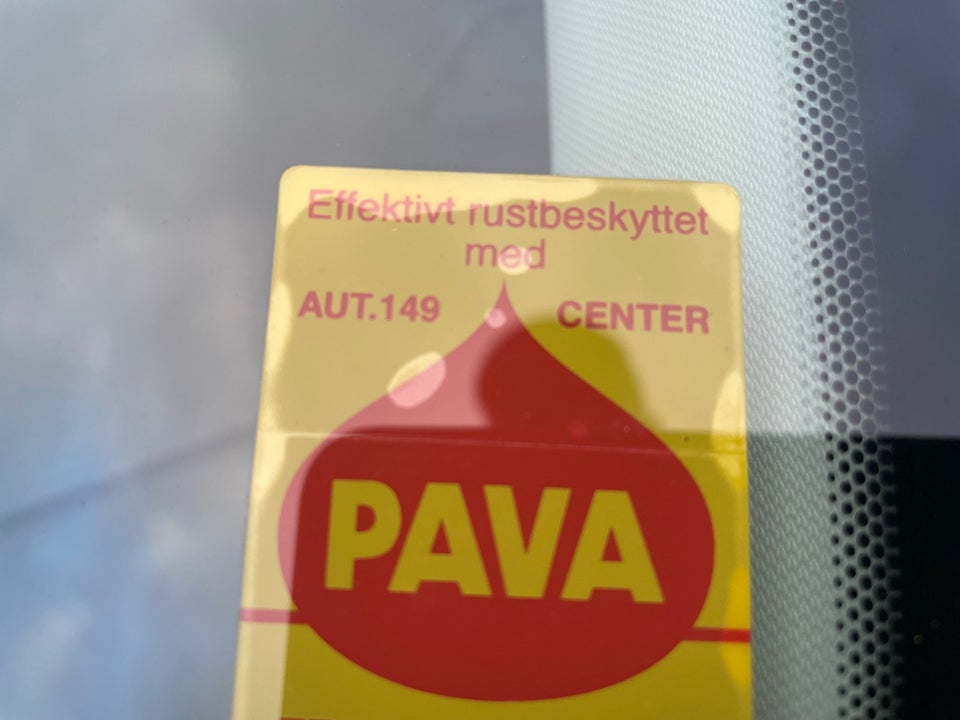 Effektivt rustbeskyttet
med
AUT.149 CENTER
PAVA